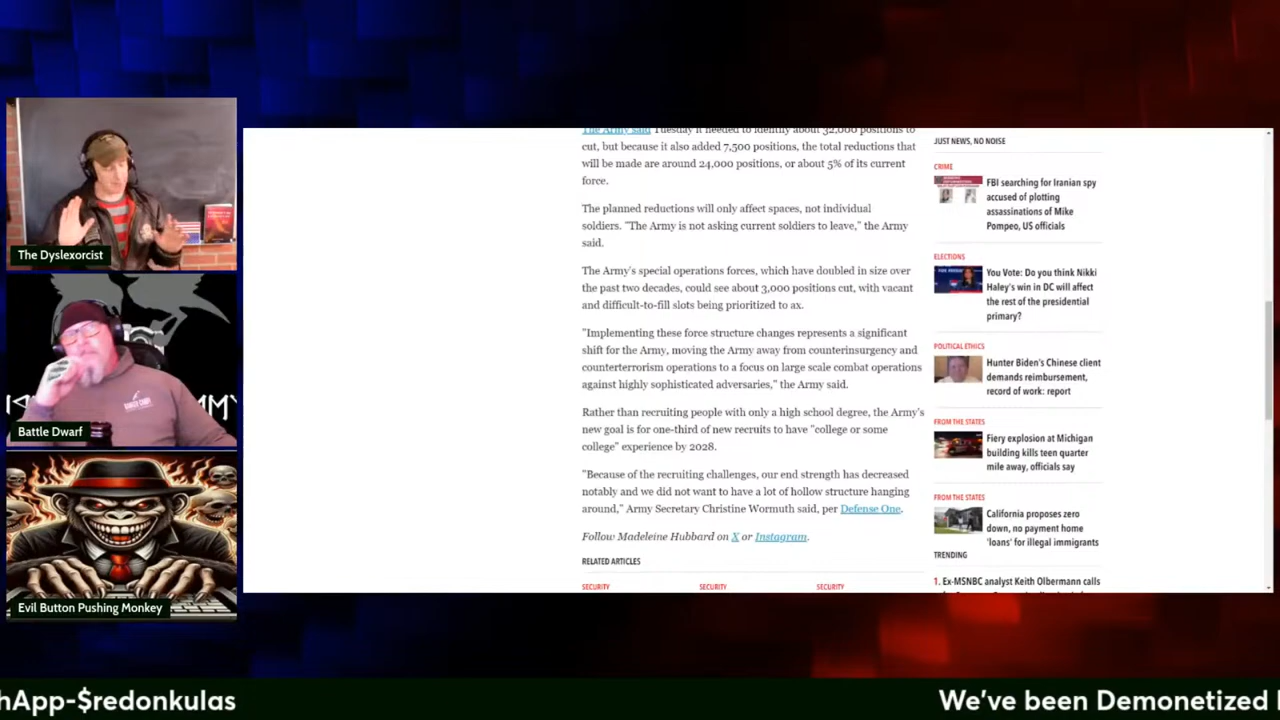 The Army said Tuesday it needed to identify about 32,000 positions to
cut, but because it also added 7,500 positions, the total reductions that
will be made are around 24,000 positions, or about 5% of its current
force.
The planned reductions will only affect spaces, not individual
soldiers. "The Army is not asking current soldiers to leave," the Army
said.
The Army's special operations forces, which have doubled in size over
the past two decades, could see about 3,000 positions cut, with vacant
and difficult-to-fill slots being prioritized to ax.
"Implementing these force structure changes represents a significant
shift for the Army, moving the Army away from counterinsurgency and
counterterrorism operations to a focus on large scale combat operations
against highly sophisticated adversaries," the Army said.
Rather than recruiting people with only a high school degree, the Army's
new goal is for one-third of new recruits to have "college or some
college" experience by 2028.
"Because of the recruiting challenges, our end strength has decreased
notably and we did not want to have a lot of hollow structure hanging
around," Army Secretary Christine Wormuth said, per Defense One.
Follow Madeleine Hubbard on X or Instagram.
RELATED ARTICLES
SECURITY
SECURITY
SECURITY
JUST NEWS, NO NOISE
CRIME
FBI searching for Iranian spy
accused of plotting
assassinations of Mike
Pompeo, US officials
ELECTIONS
You Vote: Do you think Nikki
Haley's win in DC will affect
the rest of the presidential
primary?
POLITICAL ETHICS
Hunter Biden's Chinese client
demands reimbursement,
record of work: report
FROM THE STATES
Fiery explosion at Michigan
building kills teen quarter
mile away, officials say
FROM THE STATES
California proposes zero
down, no payment home
'loans' for illegal immigrants
TRENDING
1. Ex-MSNBC analyst Keith Olbermann calls
The Dyslexorcist
Battle Dwarf
Evil Button Pushing Monkey
hApp-$redonkulas
We've been Demonetized